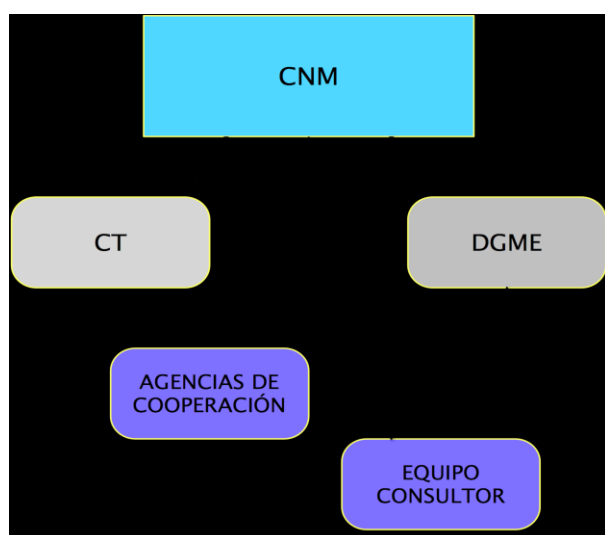 CNM
CT
DGME
AGENCIAS DE
COOPERACIÓN
EQUIPO
CONSULTOR